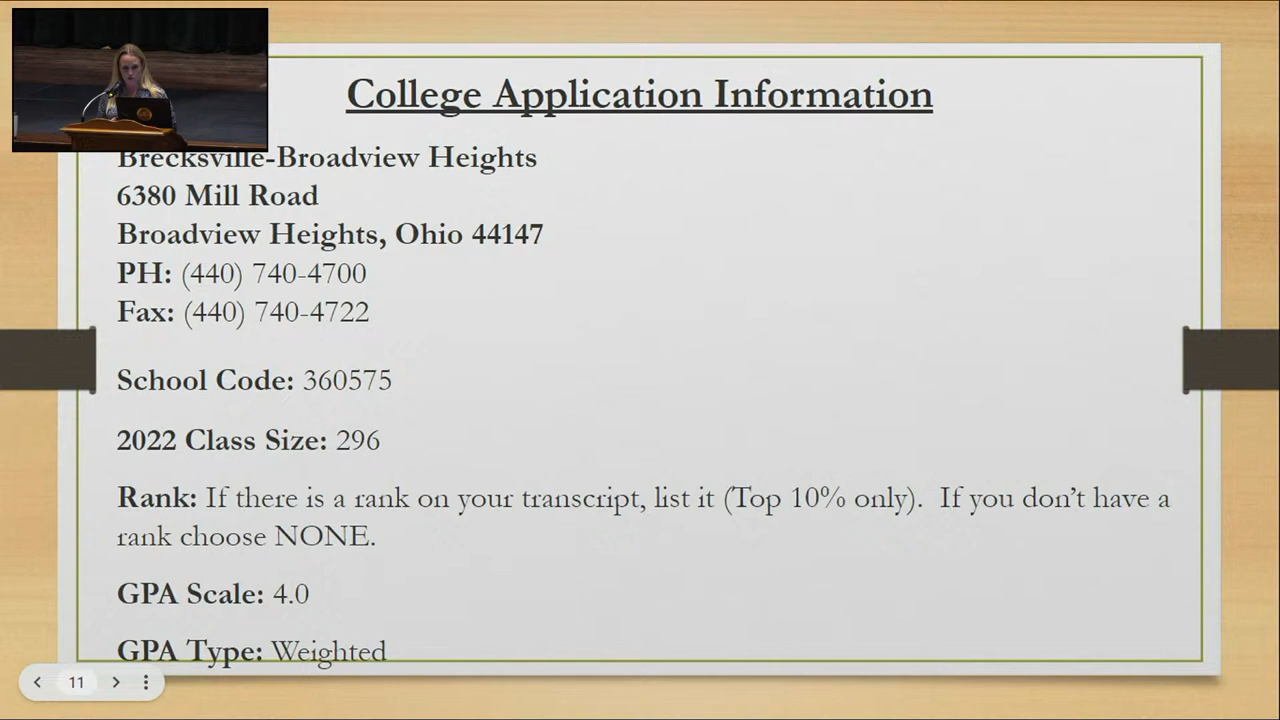 College Application Information
Brecksville-Broadview Heights
6380 Mill Road
Broadview Heights, Ohio 44147
PH: (440) 740-4700
Fax: (440) 740-4722
School Code: 360575
2022 Class Size: 296
Rank: If there is a rank on your transcript, list it (Top 10% only).  If you don't have a
rank choose NONE.
GPA Scale: 4.0
GPA Type: Weighted
11